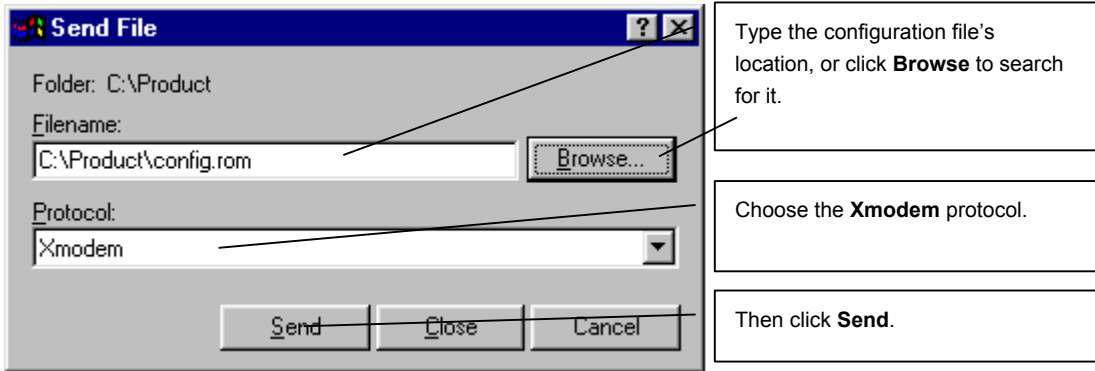 Send File
Folder: C:\Product
Filename:
C:\Product\config.rom
Browse...
Protocol:
Xmodem
Send
Close
Cancel
Type the configuration file's
location, or click Browse to search
for it.
Choose the Xmodem protocol.
Then click Send.